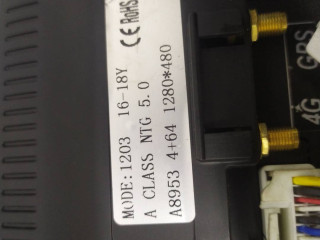 CE RoHS
MODE:1203 16-18Y
A CLASS NTG 5.0
A8953 4+64 1280*480
GPS
4G